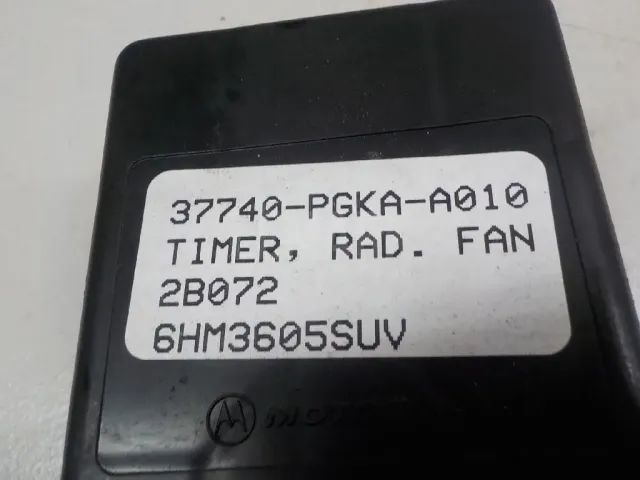 37740-PGKA-A010
TIMER, RAD. FAN
2B072
6HM3605SUV